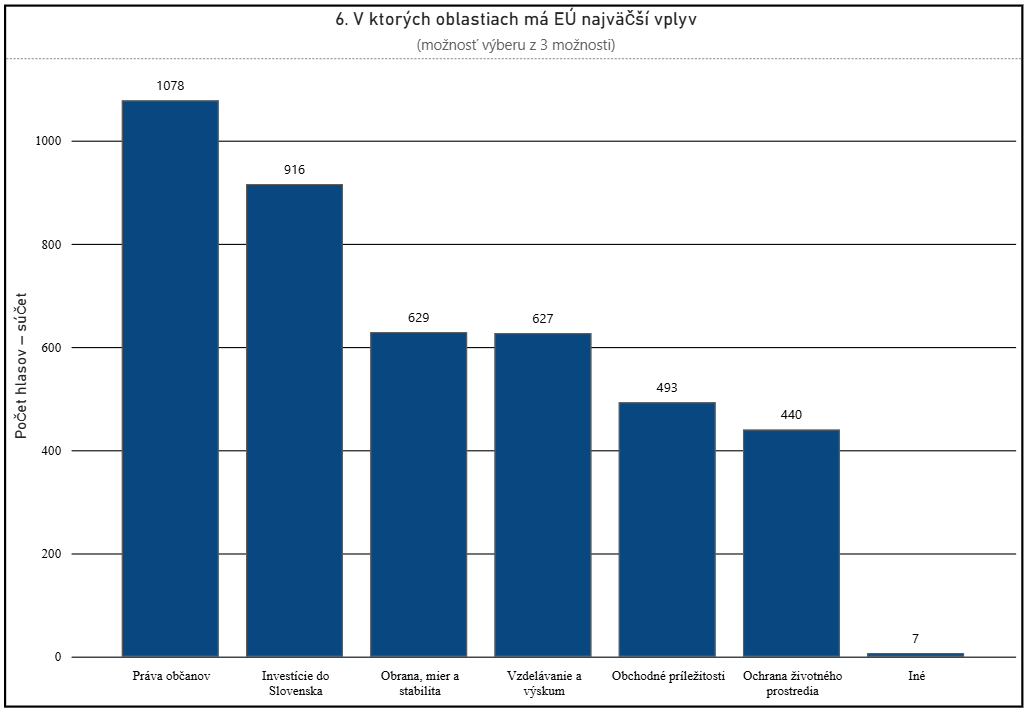 6. V ktorých oblastiach má EÚ najväčší vplyv
(možnosť výberu z 3 možnosti)
Počet hlasov – súčet
1000
800
600
400
200
0
1078
916
629
627
493
440
7
Práva občanov
Investície do
Slovenska
Obrana, mier a
stabilita
Vzdelávanie a
výskum
Obchodné príležitosti
Ochrana životného
prostredia
Iné